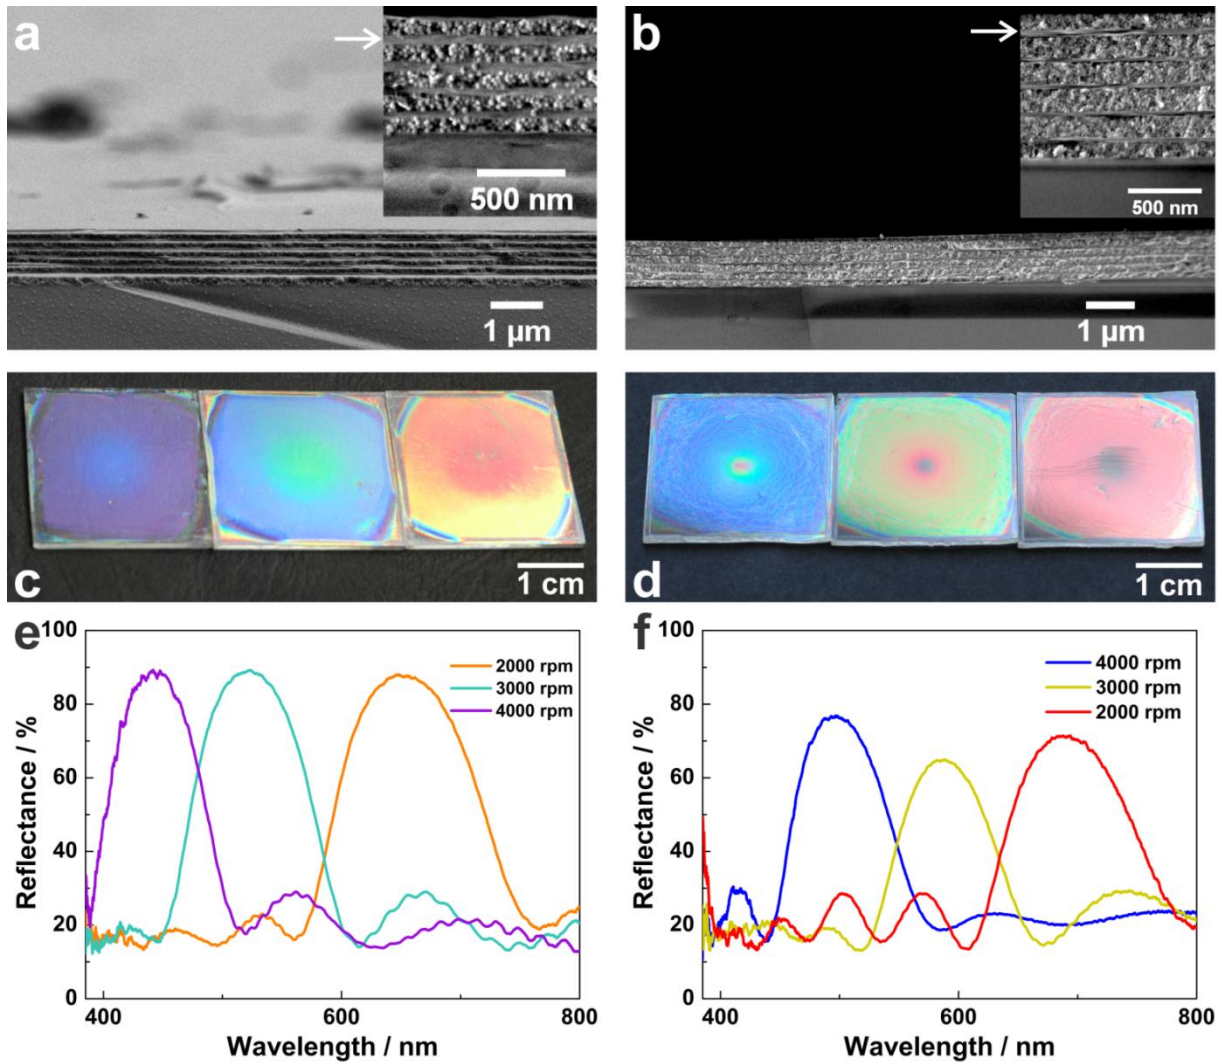 a
500 nm
1 µm
b
500 nm
1 µm
c
1 cm
d
1 cm
e
100
80
60
40
20
0
Reflectance / %
2000 rpm
3000 rpm
4000 rpm
400
600
800
Wavelength / nm
f
100
80
60
40
20
0
Reflectance / %
4000 rpm
3000 rpm
2000 rpm
400
600
800
Wavelength / nm